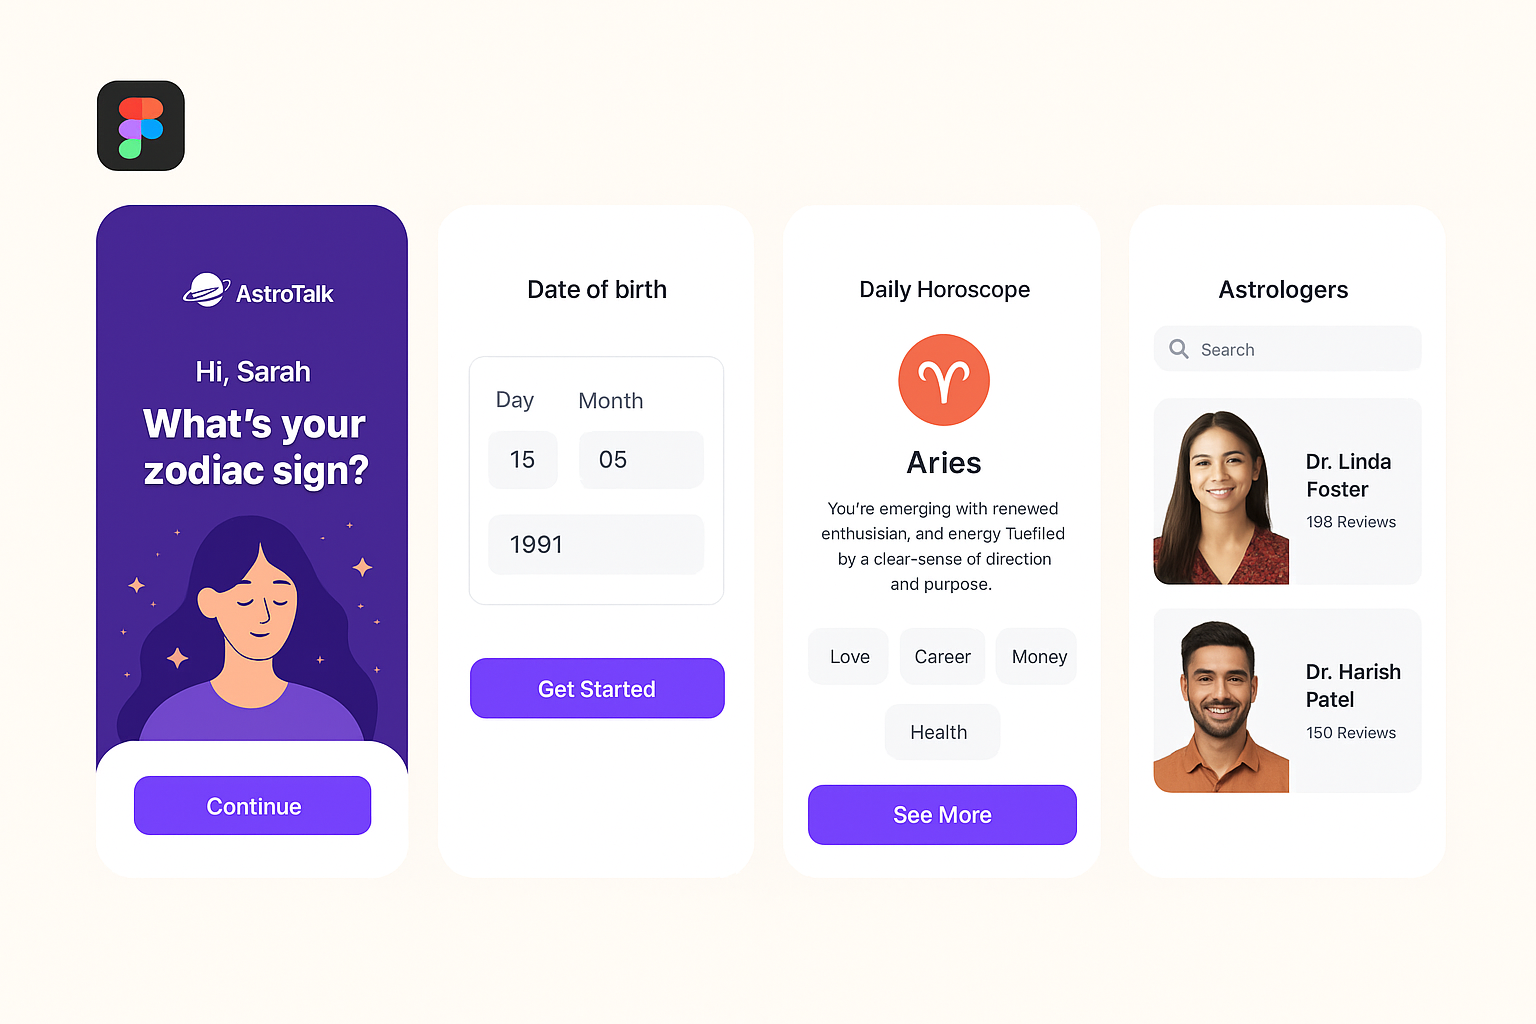 AstroTalk
Hi, Sarah
What's your
zodiac sign?
Continue
Date of birth
Day
Month
15
05
1991
Get Started
Daily Horoscope
Aries
You're emerging with renewed
enthusisian, and energy Tuefiled
by a clear-sense of direction
and purpose.
Love
Career
Money
Health
See More
Astrologers
Search
Dr. Linda
Foster
198 Reviews
Dr. Harish
Patel
150 Reviews